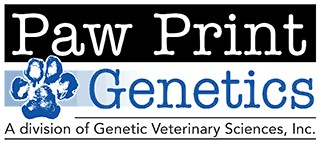 Paw Print
Genetics
A division of Genetic Veterinary Sciences, Inc.